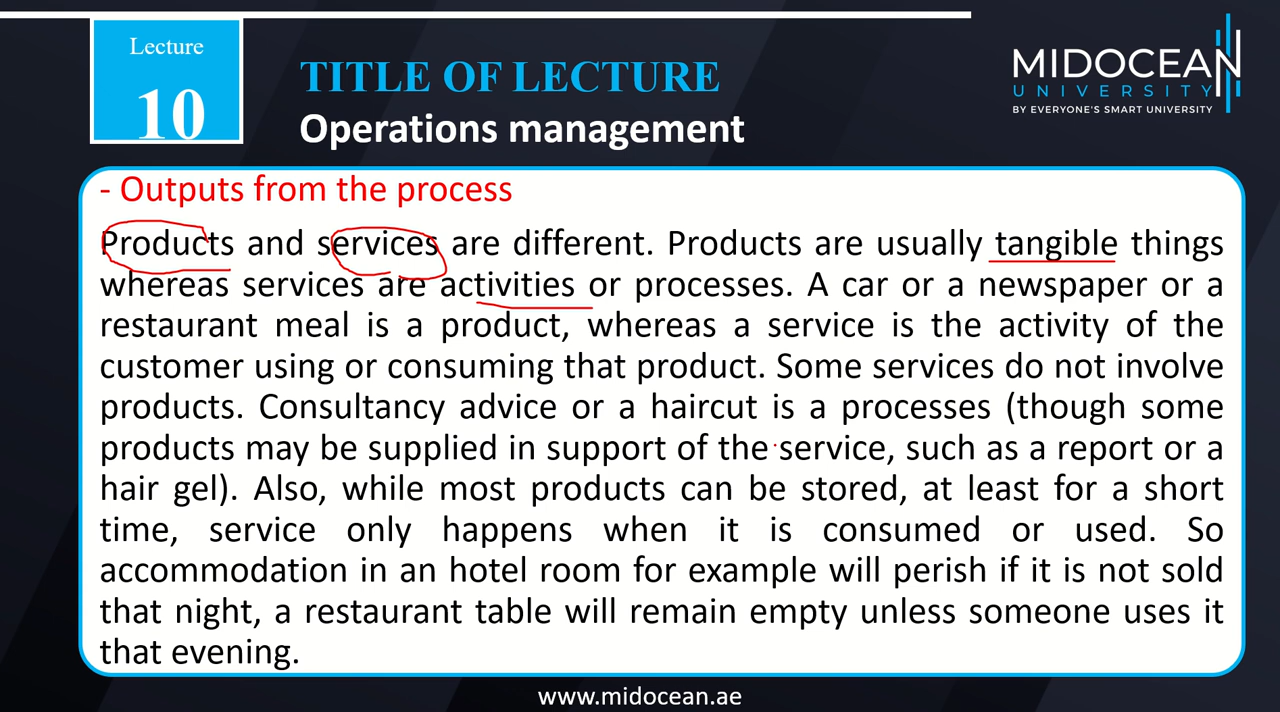 Lecture
10
TITLE OF LECTURE
Operations management
MIDOCEAN
UNIVERSITY
BY EVERYONE'S SMART UNIVERSITY
- Outputs from the process
Products and services are different. Products are usually tangible things
whereas services are activities or processes. A car or a newspaper or a
restaurant meal is a product, whereas a service is the activity of the
customer using or consuming that product. Some services do not involve
products. Consultancy advice or a haircut is a processes (though some
products may be supplied in support of the service, such as a report or a
hair gel). Also, while most products can be stored, at least for a short
time, service only happens when it is consumed or used. So
accommodation in an hotel room for example will perish if it is not sold
that night, a restaurant table will remain empty unless someone uses it
that evening.
www.midocean.ae